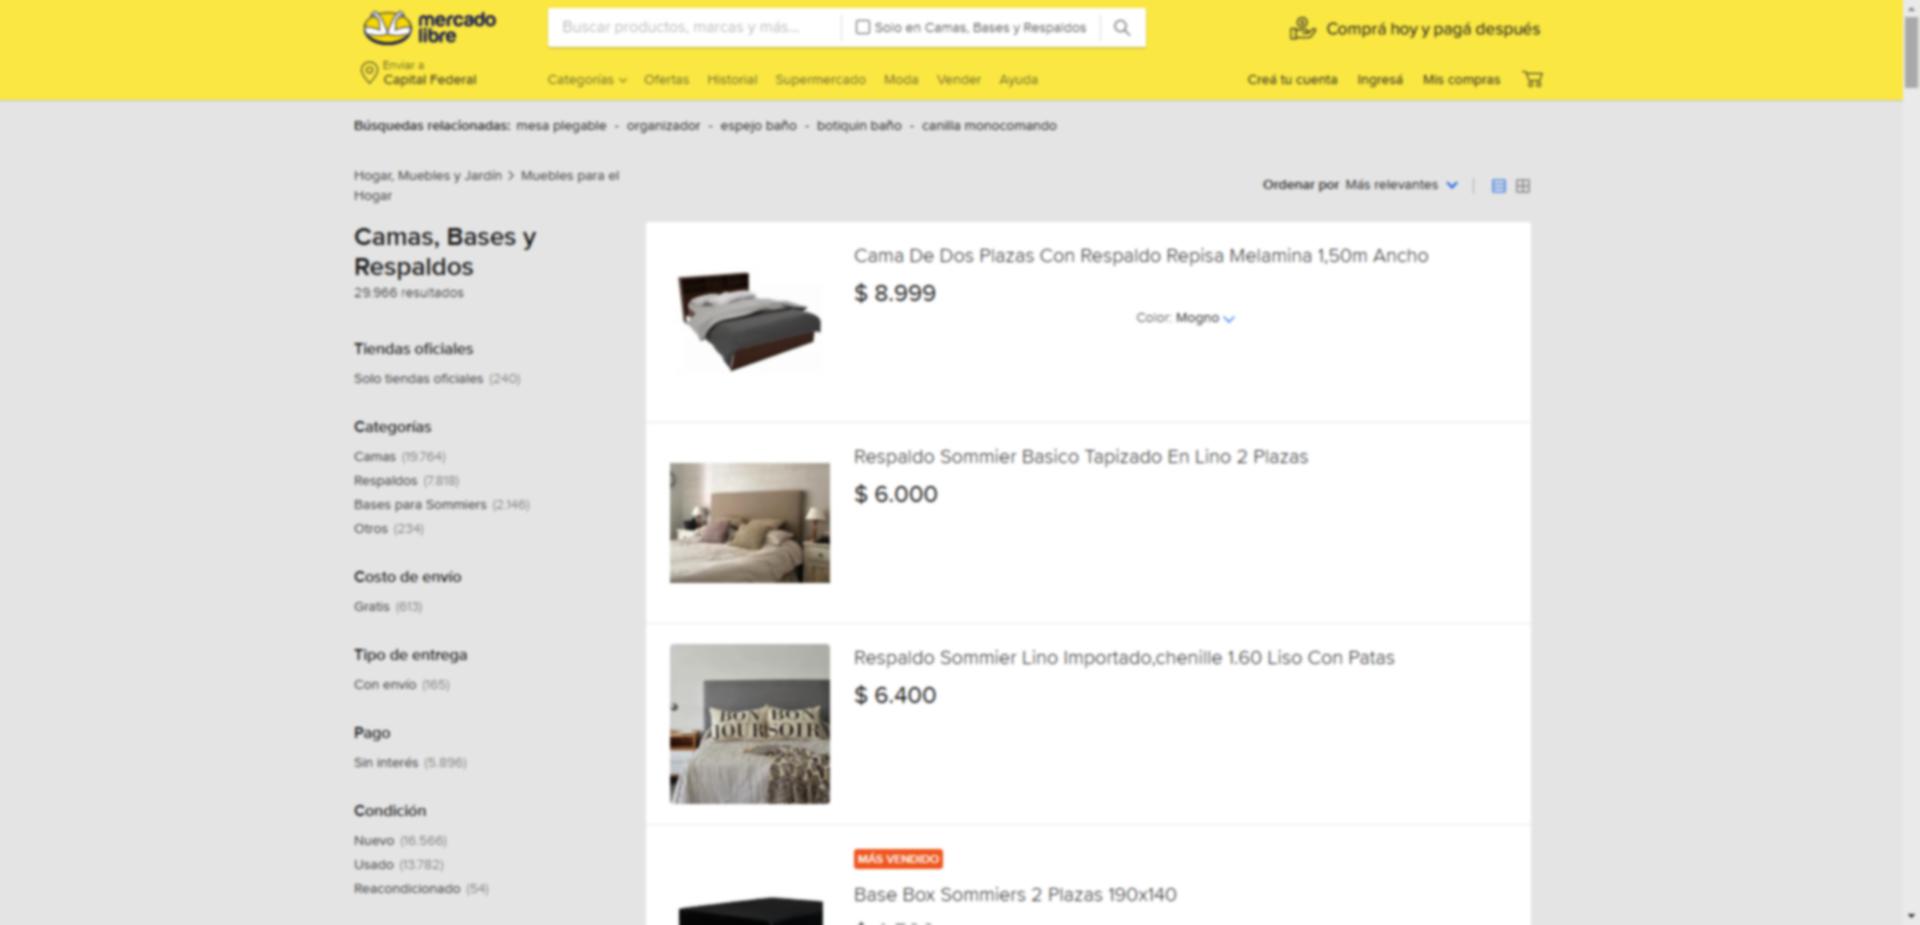 mercado
libre
Buscar productos, marcas y más...
Solo en Camas, Bases y Respaldos
Comprá hoy y pagá después
Enviar a
Capital Federal
Categorías Ofertas Historial Supermercado Moda Vender Ayuda
Creá tu cuenta Ingresá Mis compras
Búsquedas relacionadas: mesa plegable - organizador - espejo baño - botiquin baño - canilla monocomando
Hogar, Muebles y Jardín > Muebles para el
Hogar
Ordenar por Más relevantes
Camas, Bases y
Respaldos
29.966 resultados
Tiendas oficiales
Solo tiendas oficiales (240)
Categorías
Camas (19.764)
Respaldos (7.818)
Bases para Sommiers (2.146)
Otros (234)
Costo de envío
Gratis (613)
Tipo de entrega
Con envío (165)
Pago
Sin interés (5.896)
Condición
Nuevo (16.566)
Usado (13.782)
Reacondicionado (54)
Cama De Dos Plazas Con Respaldo Repisa Melamina 1,50m Ancho
$ 8.999
Color: Mogno
Respaldo Sommier Basico Tapizado En Lino 2 Plazas
$ 6.000
Respaldo Sommier Lino Importado,chenille 1.60 Liso Con Patas
$ 6.400
BON BON
JOUR SOIR
MÁS VENDIDO
Base Box Sommiers 2 Plazas 190x140